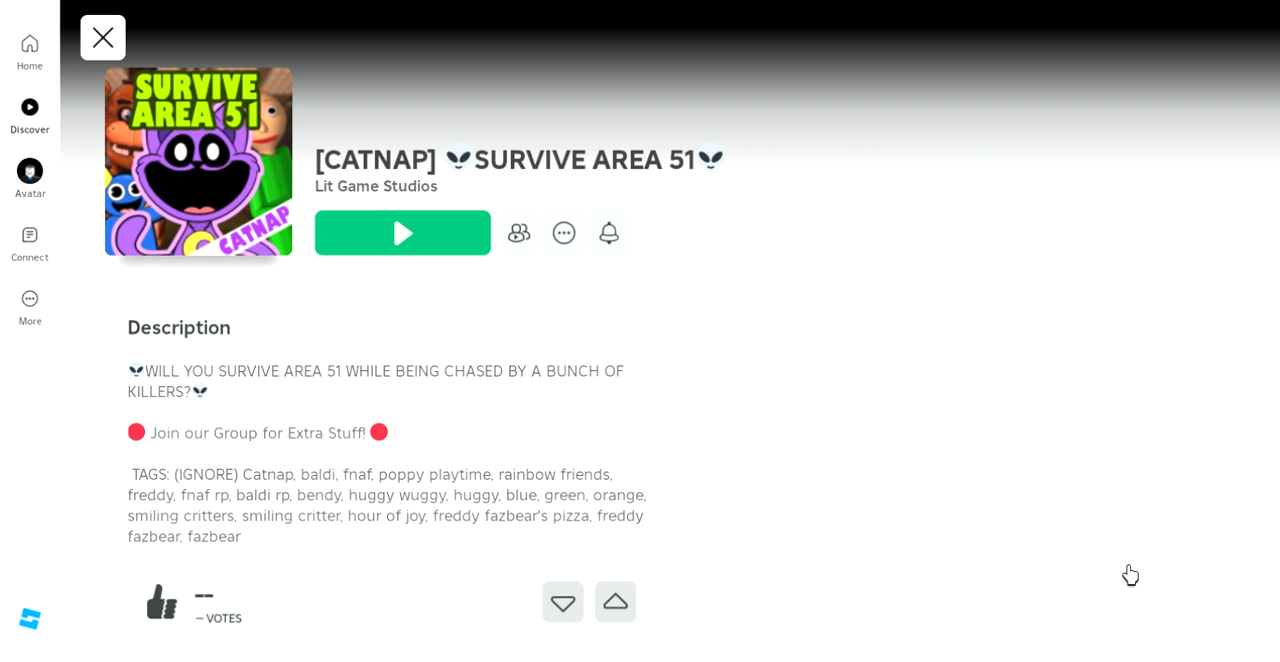 Home
Discover
Avatar
Connect
More
SURVIVE
AREA 51
CATNAP
[CATNAP] 👽SURVIVE AREA 51👽
Lit Game Studios
Description
👽WILL YOU SURVIVE AREA 51 WHILE BEING CHASED BY A BUNCH OF
KILLERS?👽
🔴 Join our Group for Extra Stuff! 🔴
TAGS: (IGNORE) Catnap, baldi, fnaf, poppy playtime, rainbow friends,
freddy, fnaf rp, baldi rp, bendy, huggy wuggy, huggy, blue, green, orange,
smiling critters, smiling critter, hour of joy, freddy fazbear's pizza, freddy
fazbear, fazbear
--
-- VOTES